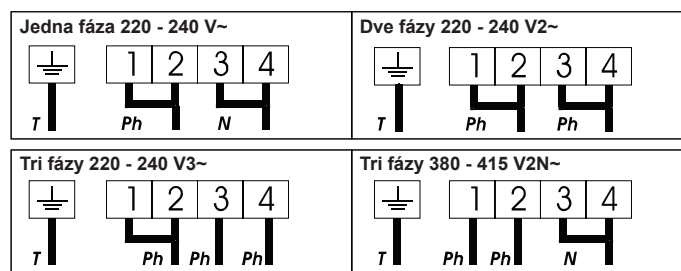 Jedna fáza 220 - 240 V~
1 2 3 4
T Ph N
Dve fázy 220 - 240 V2~
1 2 3 4
T Ph Ph
Tri fázy 220 - 240 V3~
1 2 3 4
T Ph Ph Ph
Tri fázy 380 - 415 V2N~
1 2 3 4
T Ph Ph N